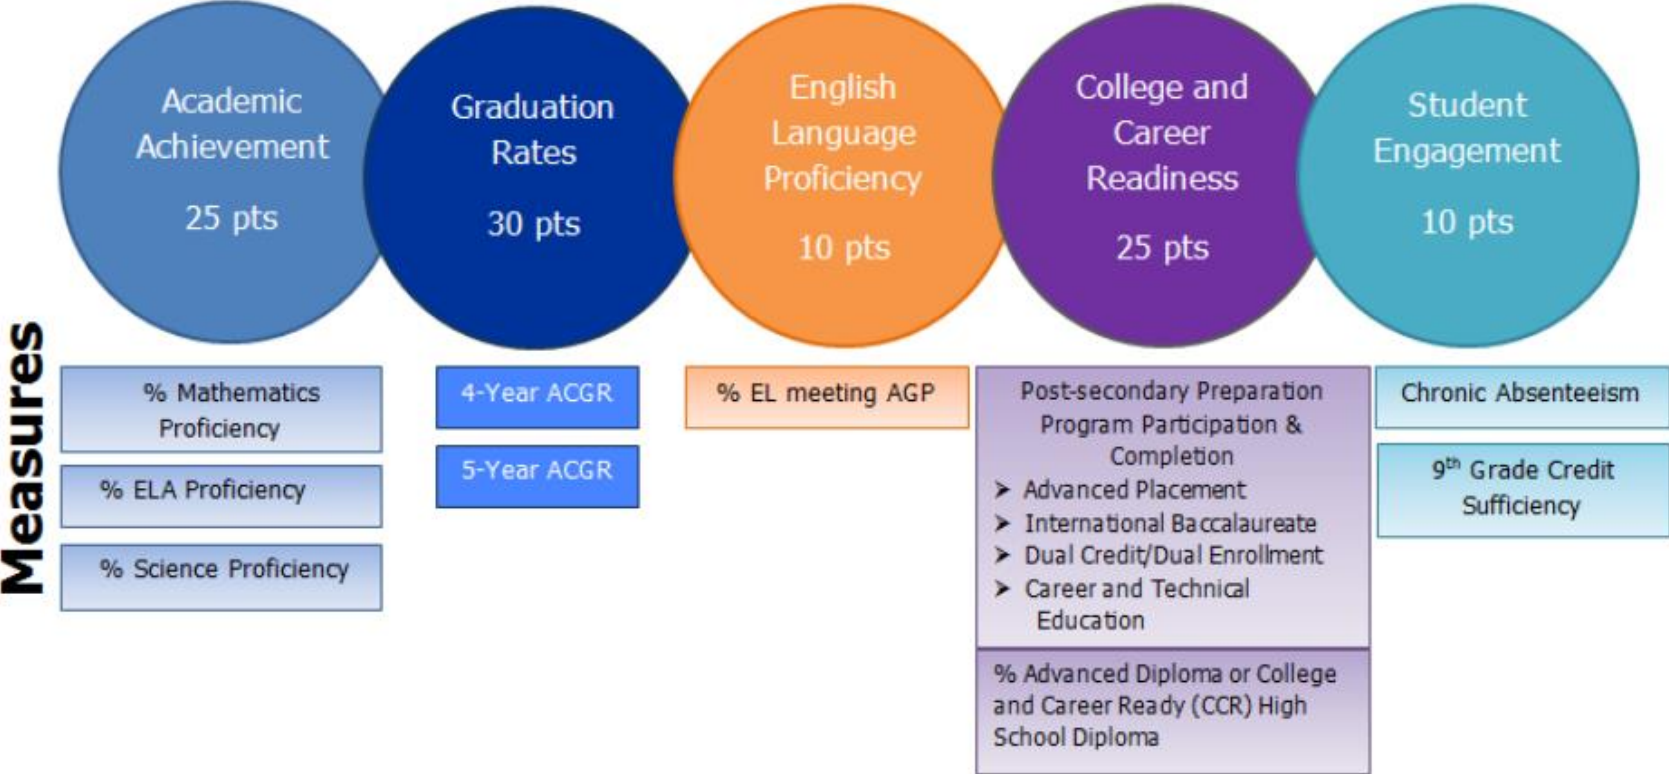 Academic
Achievement
25 pts
Graduation
Rates
30 pts
English
Language
Proficiency
10 pts
College and
Career
Readiness
25 pts
Student
Engagement
10 pts
Measures
% Mathematics
Proficiency
% ELA Proficiency
% Science Proficiency
4-Year ACGR
5-Year ACGR
% EL meeting AGP
Post-secondary Preparation
Program Participation &
Completion
➤ Advanced Placement
➤ International Baccalaureate
➤ Dual Credit/Dual Enrollment
➤ Career and Technical
Education
% Advanced Diploma or College
and Career Ready (CCR) High
School Diploma
Chronic Absenteeism
9th Grade Credit
Sufficiency